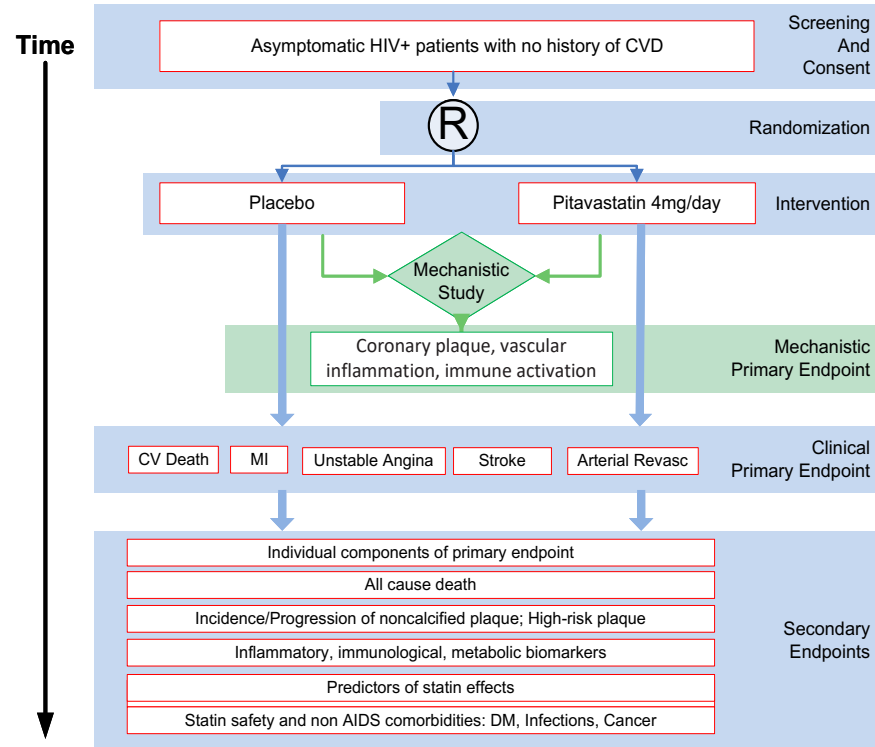 Time
Asymptomatic HIV+ patients with no history of CVD
Screening
And
Consent
R
Randomization
Placebo
Pitavastatin 4mg/day
Intervention
Mechanistic
Study
Coronary plaque, vascular
inflammation, immune activation
Mechanistic
Primary Endpoint
CV Death
MI
Unstable Angina
Stroke
Arterial Revasc
Clinical
Primary Endpoint
Individual components of primary endpoint
All cause death
Incidence/Progression of noncalcified plaque; High-risk plaque
Inflammatory, immunological, metabolic biomarkers
Predictors of statin effects
Statin safety and non AIDS comorbidities: DM, Infections, Cancer
Secondary
Endpoints